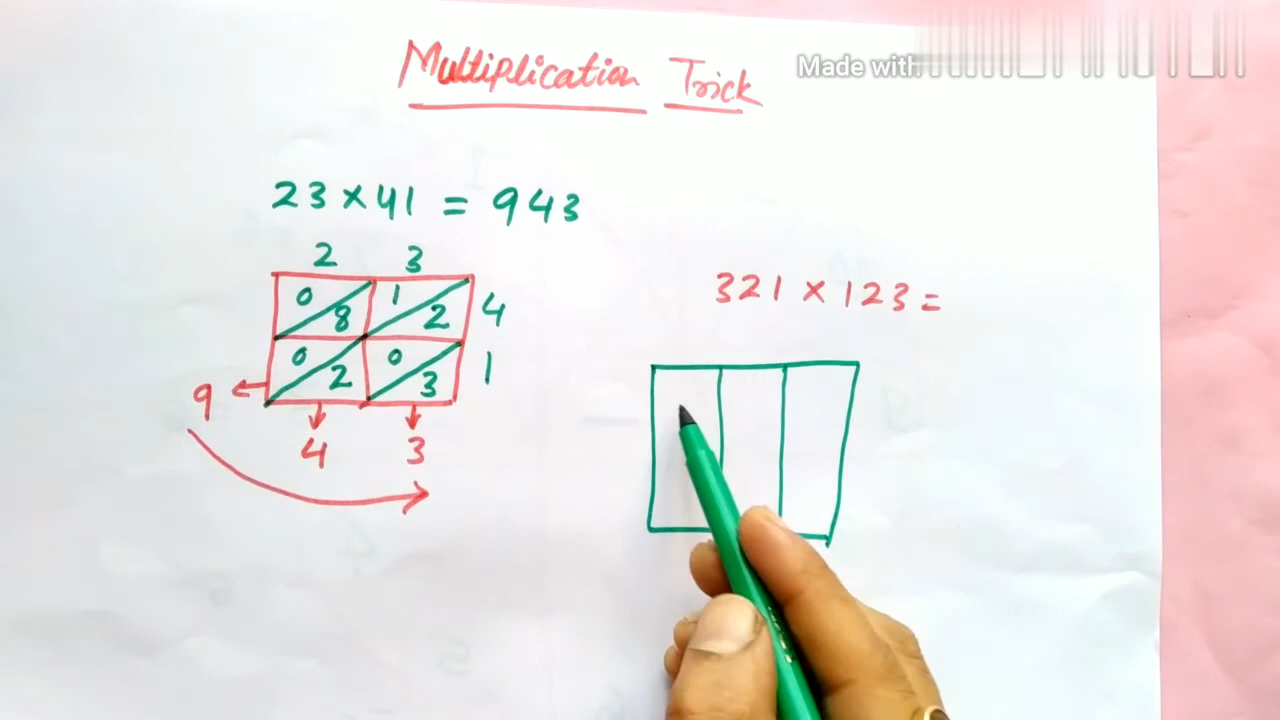 Multiplication Trick
Made with
23 × 41 = 943
2 3
0 8 1 2 4
0 2 0 3 1
9
4 3
321 × 123 =